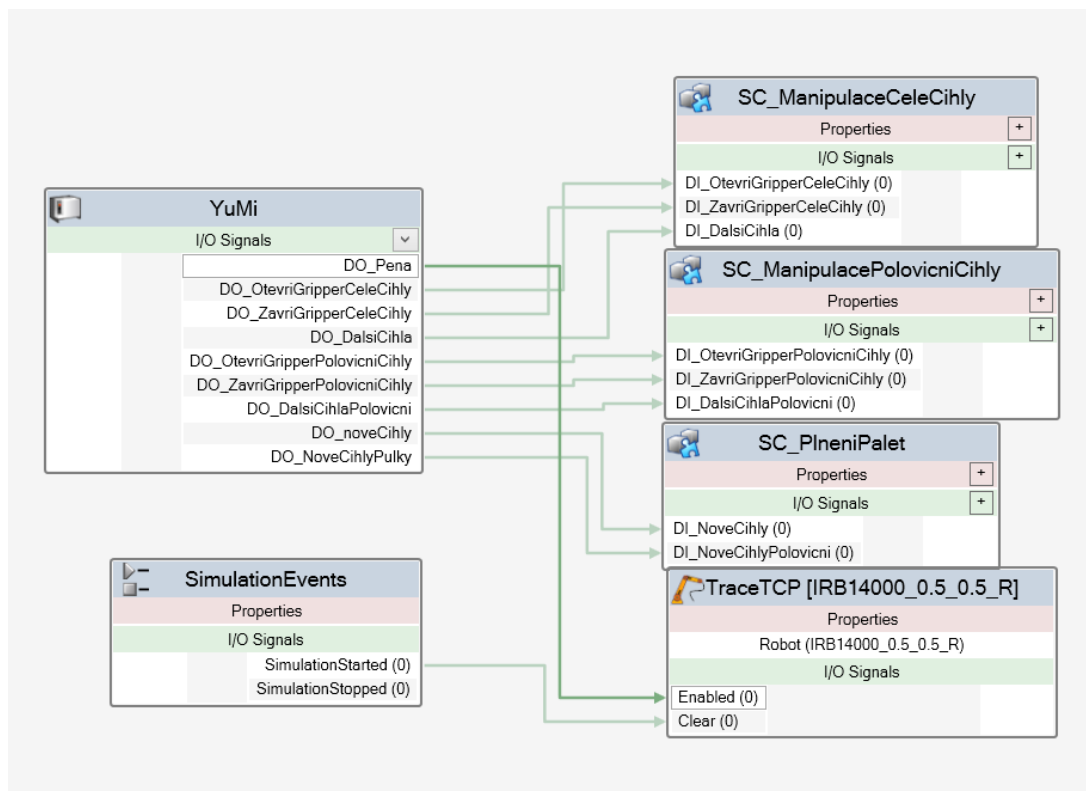 YuMi
I/O Signals
DO_Pena
DO_OtevriGripperCeleCihly
DO_ZavriGripperCeleCihly
DO_DalsiCihla
DO_OtevriGripperPolovicniCihly
DO_ZavriGripperPolovicniCihly
DO_DalsiCihlaPolovicni
DO_noveCihly
DO_NoveCihlyPulky
SimulationEvents
Properties
I/O Signals
SimulationStarted (0)
SimulationStopped (0)
SC_ManipulaceCeleCihly
Properties +
I/O Signals +
DI_OtevriGripperCeleCihly (0)
DI_ZavriGripperCeleCihly (0)
DI_DalsiCihla (0)
SC_ManipulacePolovicniCihly
Properties +
I/O Signals +
DI_OtevriGripperPolovicniCihly (0)
DI_ZavriGripperPolovicniCihly (0)
DI_DalsiCihlaPolovicni (0)
SC_PlneniPalet
Properties +
I/O Signals +
DI_NoveCihly (0)
DI_NoveCihlyPolovicni (0)
TraceTCP [IRB14000_0.5_0.5_R]
Properties
Robot (IRB14000_0.5_0.5_R)
I/O Signals
Enabled (0)
Clear (0)